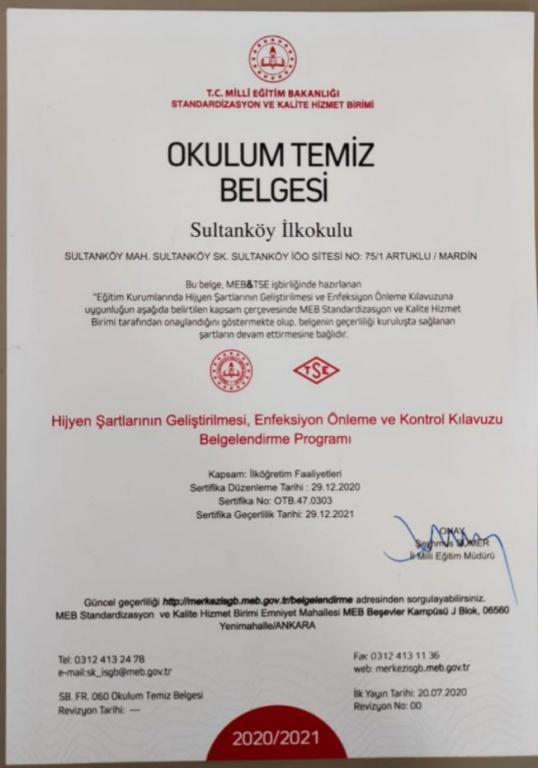 T.C. MİLLİ EĞİTİM BAKANLIĞI
STANDARDİZASYON VE KALİTE HİZMET BİRİMİ
OKULUM TEMİZ
BELGESİ
Sultanköy İlkokulu
SULTANKÖY MAH. SULTANKÖY SK. SULTANKÖY İÖO SİTESİ NO: 75/1 ARTUKLU / MARDİN
Bu belge, MEB&TSE işbirliğinde hazırlanan
"Eğitim Kurumlarında Hijyen Şartlarının Geliştirilmesi ve Enfeksiyon Önleme Kılavuzuna
uygunluğun aşağıda belirtilen kapsam çerçevesinde MEB Standardizasyon ve Kalite Hizmet
Birimi tarafından onaylandığını göstermekte olup, belgenin geçerliliği kuruluşta sağlanan
şartların devam ettirmesine bağlıdır.
TSE
Hijyen Şartlarının Geliştirilmesi, Enfeksiyon Önleme ve Kontrol Kılavuzu
Belgelendirme Programı
Kapsam: İlköğretim Faaliyetleri
Sertifika Düzenleme Tarihi : 29.12.2020
Sertifika No: OTB.47.0303
Sertifika Geçerlilik Tarihi: 29.12.2021
ONAY
İl Milli Eğitim Müdürü
Güncel geçerliliği http://merkezisgb.meb.gov.tr/belgelendirme adresinden sorgulayabilirsiniz.
MEB Standardizasyon ve Kalite Hizmet Birimi Emniyet Mahallesi MEB Beşevler Kampüsü J Blok, 06560
Yenimahalle/ANKARA
Tel: 0312 413 24 78
e-mail:sk_isgb@meb.gov.tr
Fax: 0312 413 11 36
web: merkezisgb.meb.gov.tr
SB. FR. 060 Okulum Temiz Belgesi
Revizyon Tarihi: —
İlk Yayın Tarihi: 20.07.2020
Revizyon No: 00
2020/2021